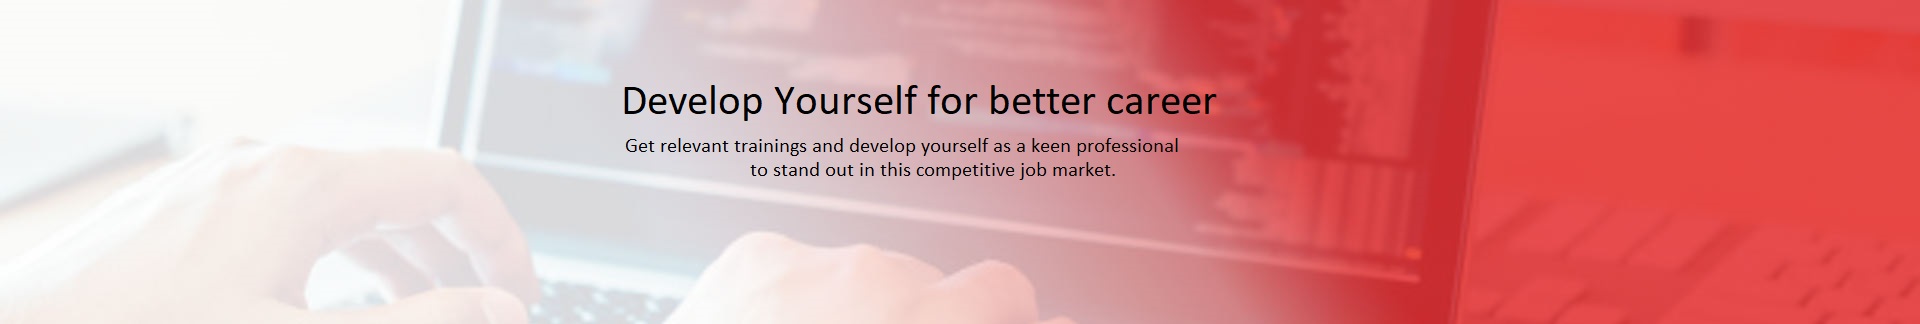 Develop Yourself for better career
Get relevant trainings and develop yourself as a keen professional
to stand out in this competitive job market.